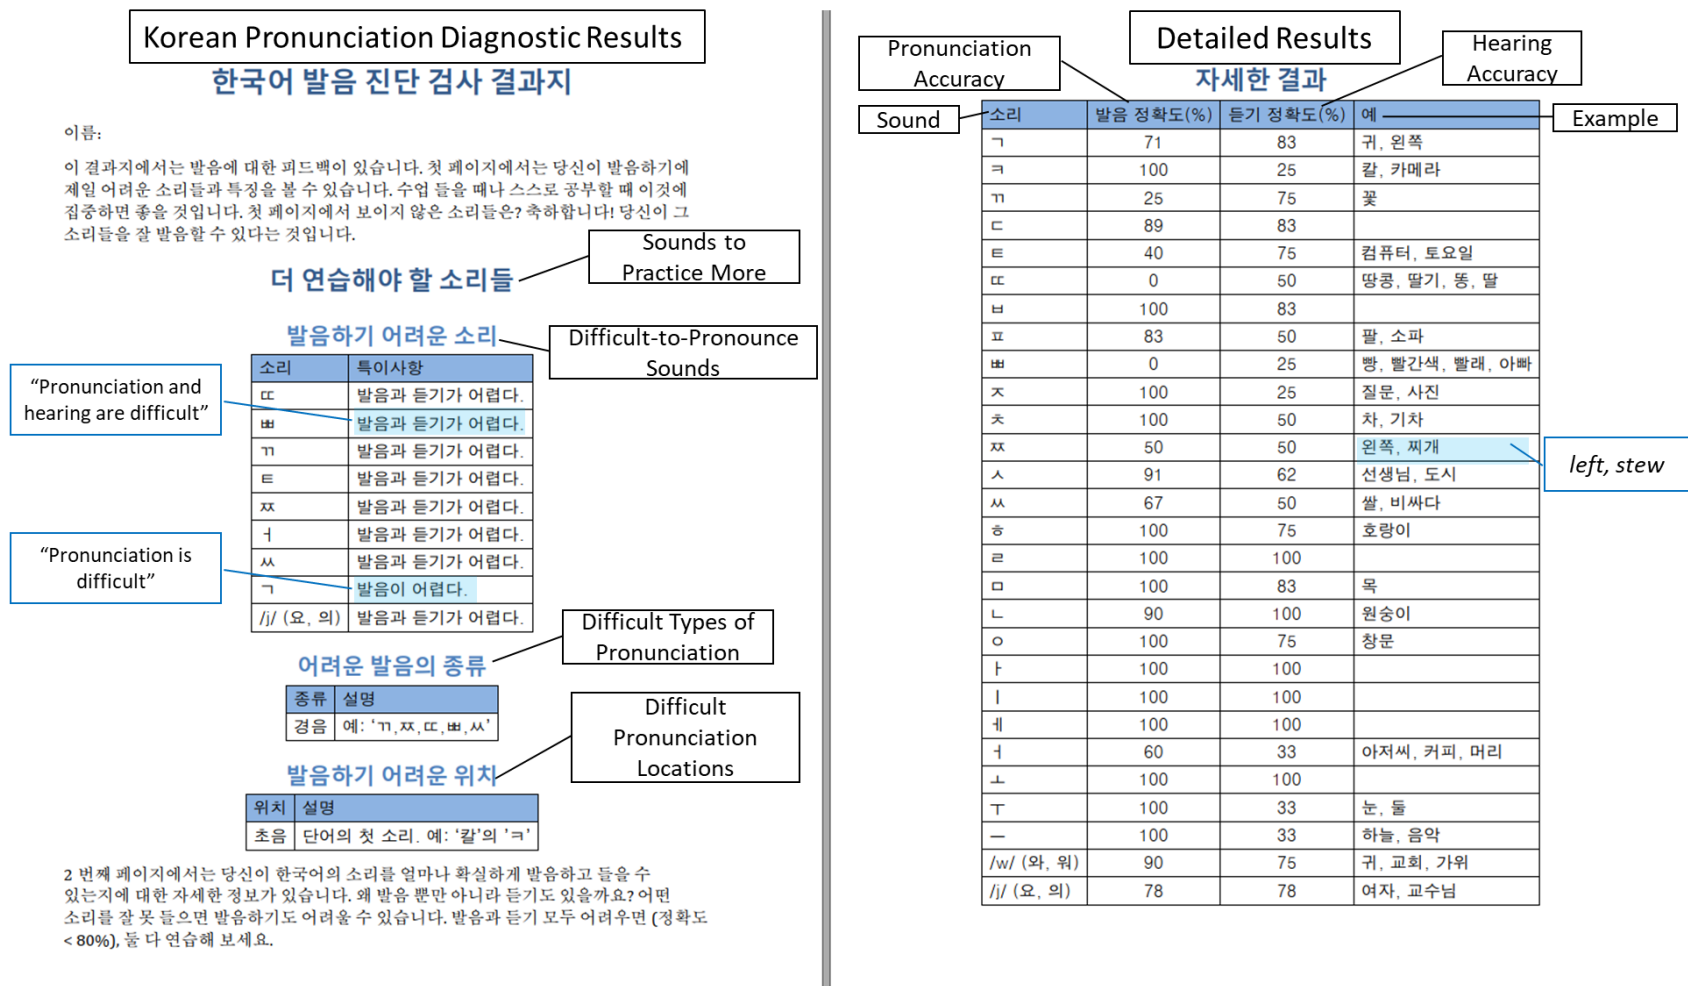 Korean Pronunciation Diagnostic Results
한국어 발음 진단 검사 결과지
이름:
이 결과지에서는 발음에 대한 피드백이 있습니다. 첫 페이지에서는 당신이 발음하기에
제일 어려운 소리들과 특징을 볼 수 있습니다. 수업 들을 때나 스스로 공부할 때 이것에
집중하면 좋을 것입니다. 첫 페이지에서 보이지 않은 소리들은? 축하합니다! 당신이 그
소리들을 잘 발음할 수 있다는 것입니다.
Sounds to
Practice More
더 연습해야 할 소리들
발음하기 어려운 소리
Difficult-to-Pronounce
Sounds
소리 특이사항
ㄸ 발음과 듣기가 어렵다.
ㅃ 발음과 듣기가 어렵다.
ㄲ 발음과 듣기가 어렵다.
ㅌ 발음과 듣기가 어렵다.
ㅉ 발음과 듣기가 어렵다.
ㅓ 발음과 듣기가 어렵다.
ㅆ 발음과 듣기가 어렵다.
ㄱ 발음이 어렵다.
/j/ (요, 의) 발음과 듣기가 어렵다.
“Pronunciation and
hearing are difficult”
“Pronunciation is
difficult”
Difficult Types of
Pronunciation
어려운 발음의 종류
종류 설명
경음 예: ‘ㄲ,ㅉ,ㄸ,ㅃ,ㅆ’
Difficult
Pronunciation
Locations
발음하기 어려운 위치
위치 설명
초음 단어의 첫 소리. 예: ‘칼’의 ’ㅋ’
2 번째 페이지에서는 당신이 한국어의 소리를 얼마나 확실하게 발음하고 들을 수
있는지에 대한 자세한 정보가 있습니다. 왜 발음 뿐만 아니라 듣기도 있을까요? 어떤
소리를 잘 못 들으면 발음하기도 어려울 수 있습니다. 발음과 듣기 모두 어려우면 (정확도
< 80%), 둘 다 연습해 보세요.
Detailed Results
자세한 결과
Pronunciation
Accuracy
Hearing
Accuracy
Sound
Example
소리 발음 정확도(%) 듣기 정확도(%) 예
ㄱ 71 83 귀, 왼쪽
ㅋ 100 25 칼, 카메라
ㄲ 25 75 꽃
ㄷ 89 83
ㅌ 40 75 컴퓨터, 토요일
ㄸ 0 50 땅콩, 딸기, 똥, 딸
ㅂ 100 83
ㅍ 83 50 팔, 소파
ㅃ 0 25 빵, 빨간색, 빨래, 아빠
ㅈ 100 25 질문, 사진
ㅊ 100 50 차, 기차
ㅉ 50 50 왼쪽, 찌개
ㅅ 91 62 선생님, 도시
ㅆ 67 50 쌀, 비싸다
ㅎ 100 75 호랑이
ㄹ 100 100
ㅁ 100 83 목
ㄴ 90 100 원숭이
ㅇ 100 75 창문
ㅏ 100 100
ㅣ 100 100
ㅔ 100 100
ㅓ 60 33 아저씨, 커피, 머리
ㅗ 100 100
ㅜ 100 33 눈, 둘
ㅡ 100 33 하늘, 음악
/w/ (와, 워) 90 75 귀, 교회, 가위
/j/ (요, 의) 78 78 여자, 교수님
left, stew